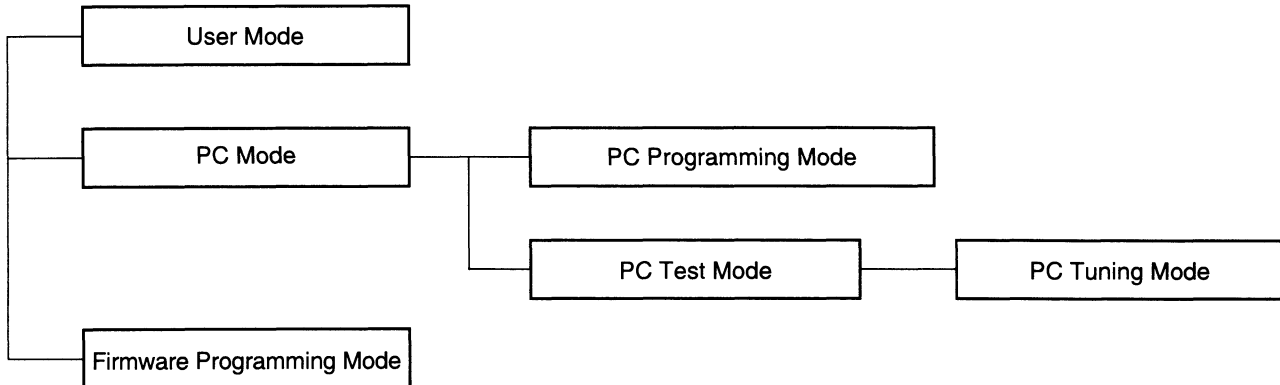 User Mode
PC Mode
PC Programming Mode
PC Test Mode
PC Tuning Mode
Firmware Programming Mode